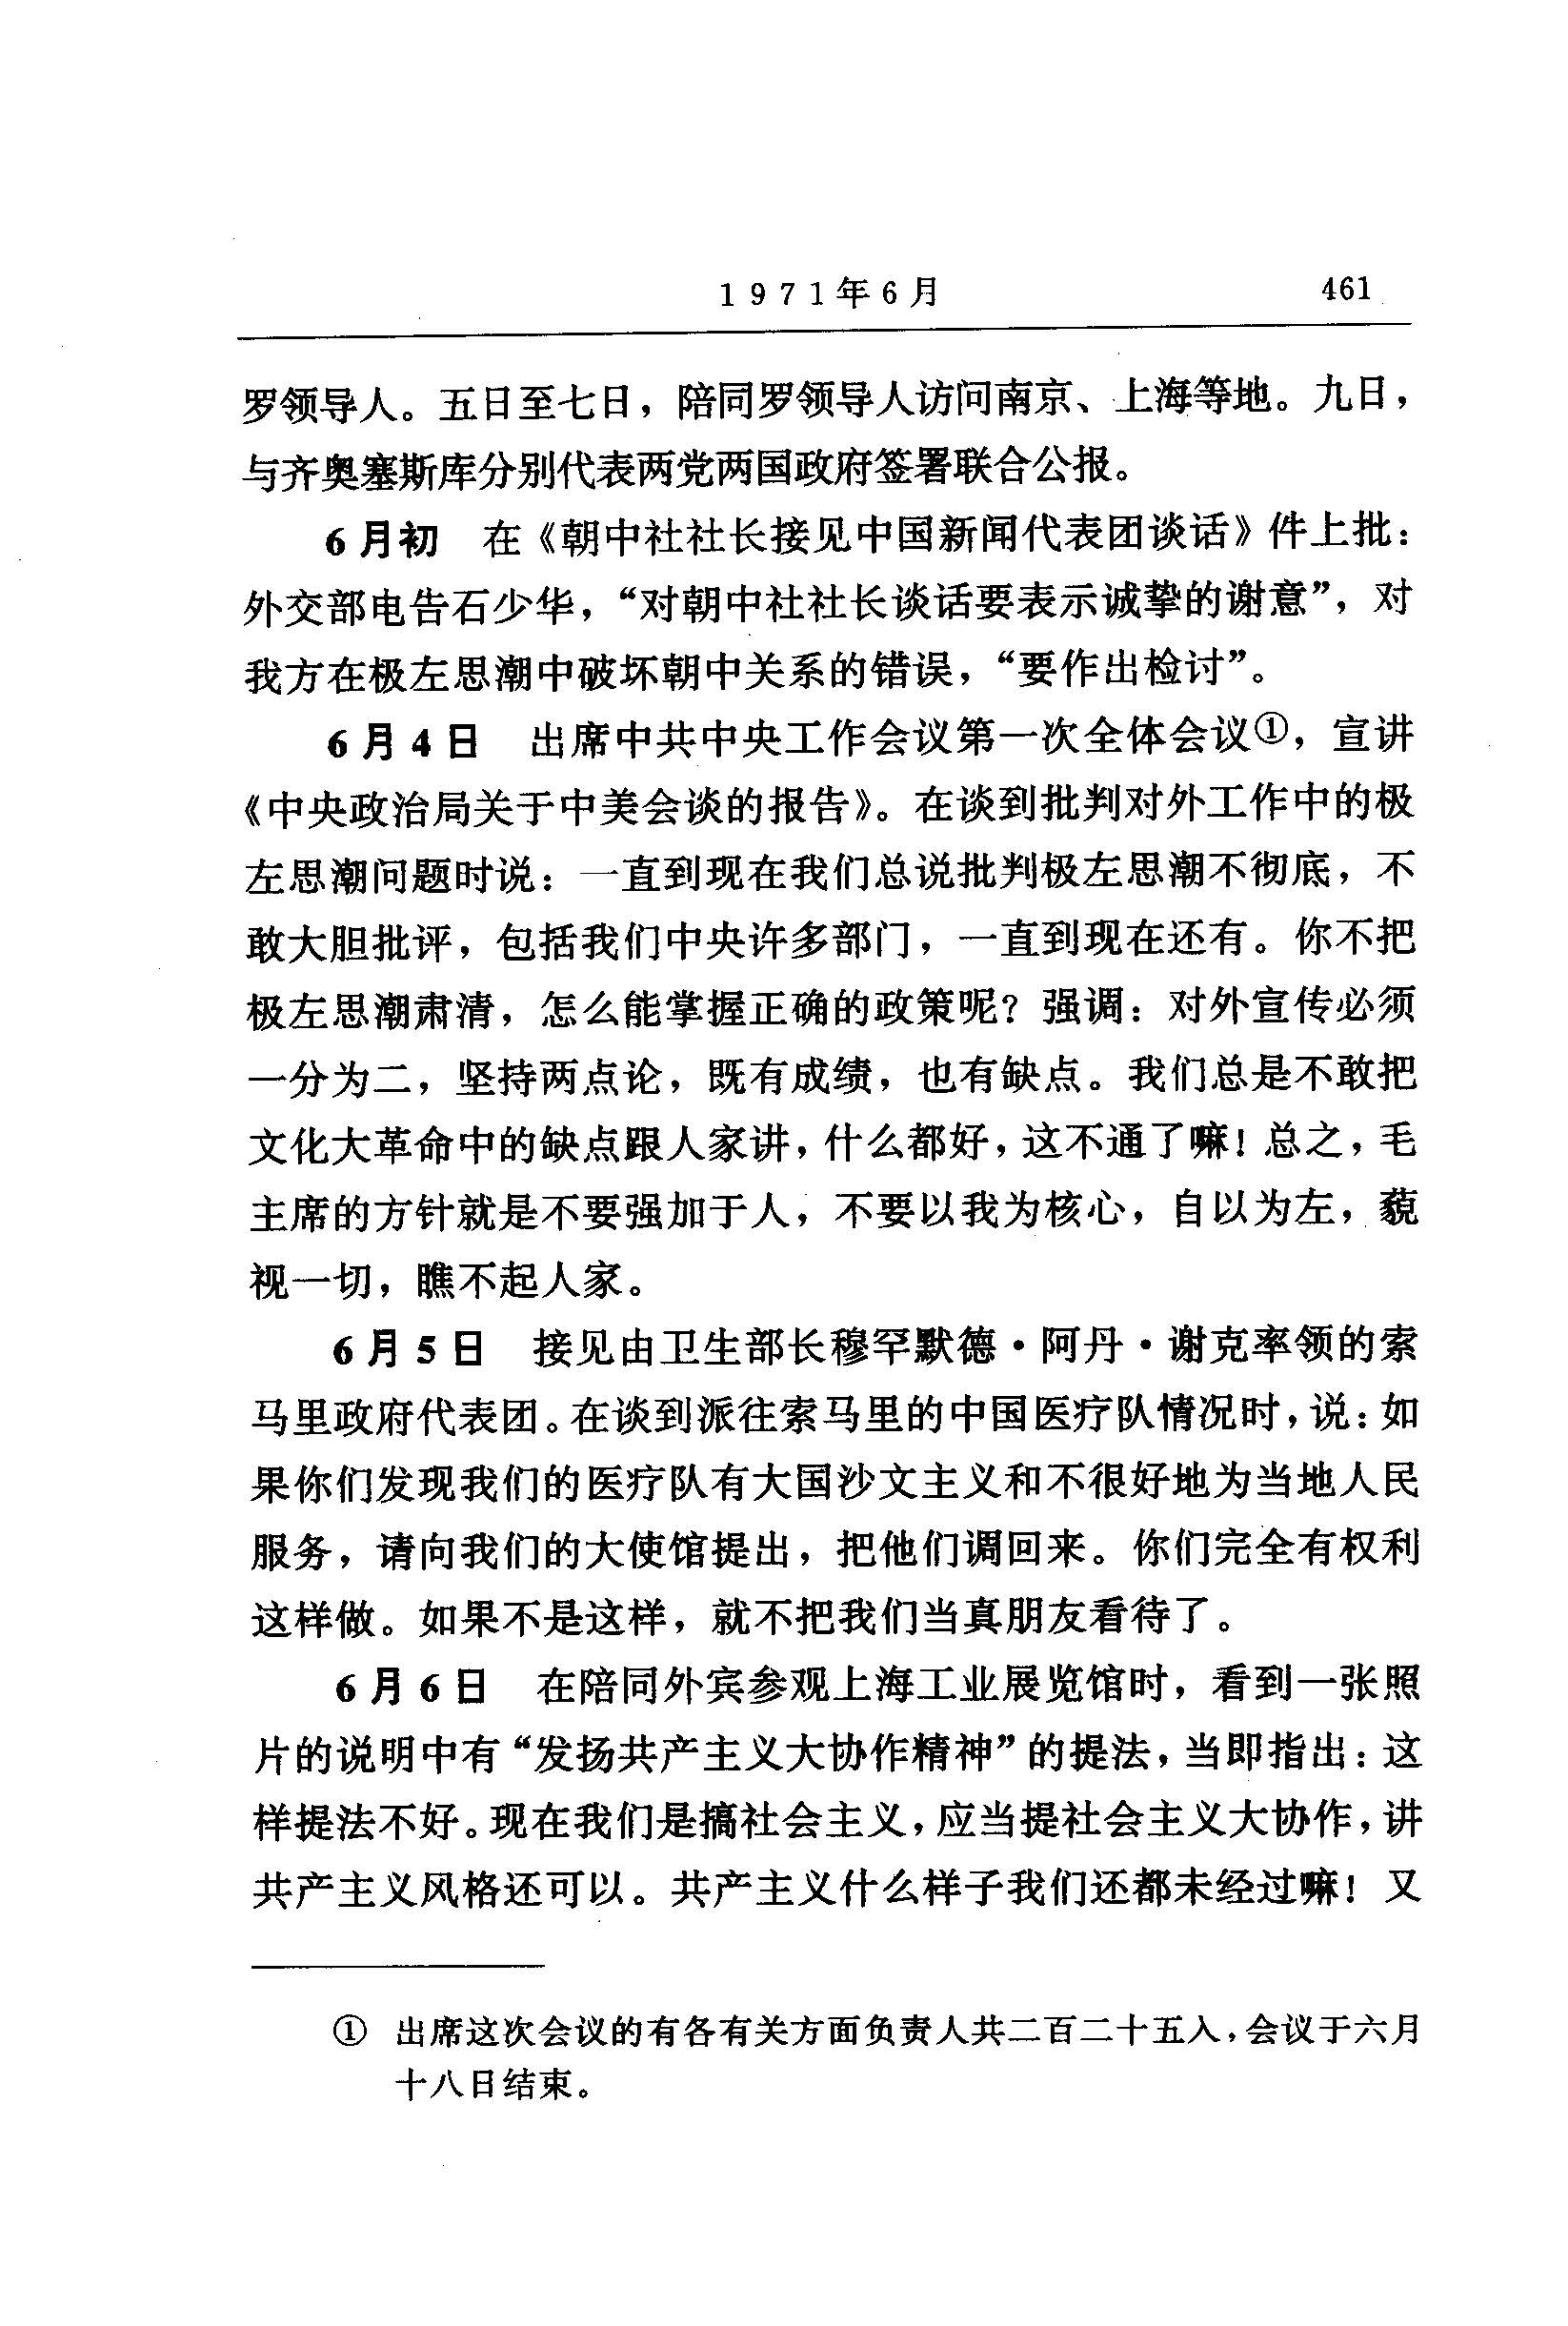 1971年6月 461
罗领导人。五日至七日，陪同罗领导人访问南京、上海等地。九日，
与齐奥塞斯库分别代表两党两国政府签署联合公报。
6月初 在《朝中社社长接见中国新闻代表团谈话》件上批：
外交部电告石少华，“对朝中社社长谈话要表示诚挚的谢意”，对
我方在极左思潮中破坏朝中关系的错误，“要作出检讨”。
6月4日 出席中共中央工作会议第一次全体会议①，宣讲
《中央政治局关于中美会谈的报告》。在谈到批判对外工作中的极
左思潮问题时说：一直到现在我们总说批判极左思潮不彻底，不
敢大胆批评，包括我们中央许多部门，一直到现在还有。你不把
极左思潮肃清，怎么能掌握正确的政策呢？强调：对外宣传必须
一分为二，坚持两点论，既有成绩，也有缺点。我们总是不敢把
文化大革命中的缺点跟人家讲，什么都好，这不通了嘛！总之，毛
主席的方针就是不要强加于人，不要以我为核心，自以为左，藐
视一切，瞧不起人家。
6月5日 接见由卫生部长穆罕默德·阿丹·谢克率领的索
马里政府代表团。在谈到派往索马里的中国医疗队情况时，说：如
果你们发现我们的医疗队有大国沙文主义和不很好地为当地人民
服务，请向我们的大使馆提出，把他们调回来。你们完全有权利
这样做。如果不是这样，就不把我们当真朋友看待了。
6月6日 在陪同外宾参观上海工业展览馆时，看到一张照
片的说明中有“发扬共产主义大协作精神”的提法，当即指出：这
样提法不好。现在我们是搞社会主义，应当提社会主义大协作，讲
共产主义风格还可以。共产主义什么样子我们还都未经过嘛！又
① 出席这次会议的有各有关方面负责人共二百二十五人，会议于六月
十八日结束。